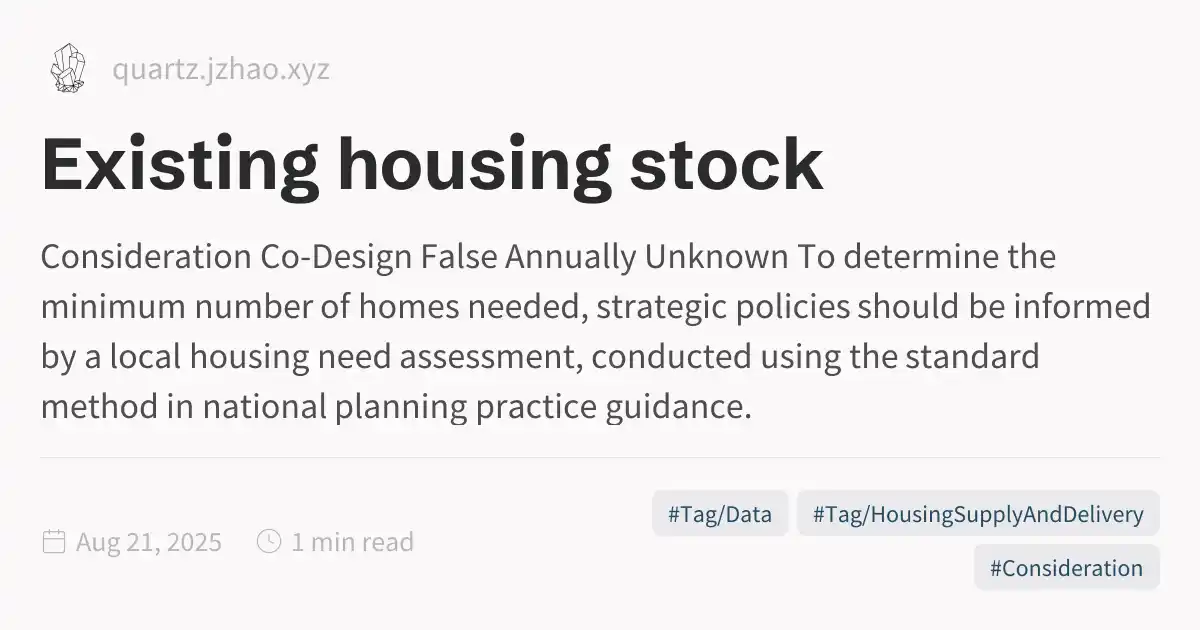 quartz.jzhao.xyz
Existing housing stock
Consideration Co-Design False Annually Unknown To determine the
minimum number of homes needed, strategic policies should be informed
by a local housing need assessment, conducted using the standard
method in national planning practice guidance.
#Tag/Data #Tag/HousingSupplyAndDelivery
Aug 21, 2025 1 min read
#Consideration